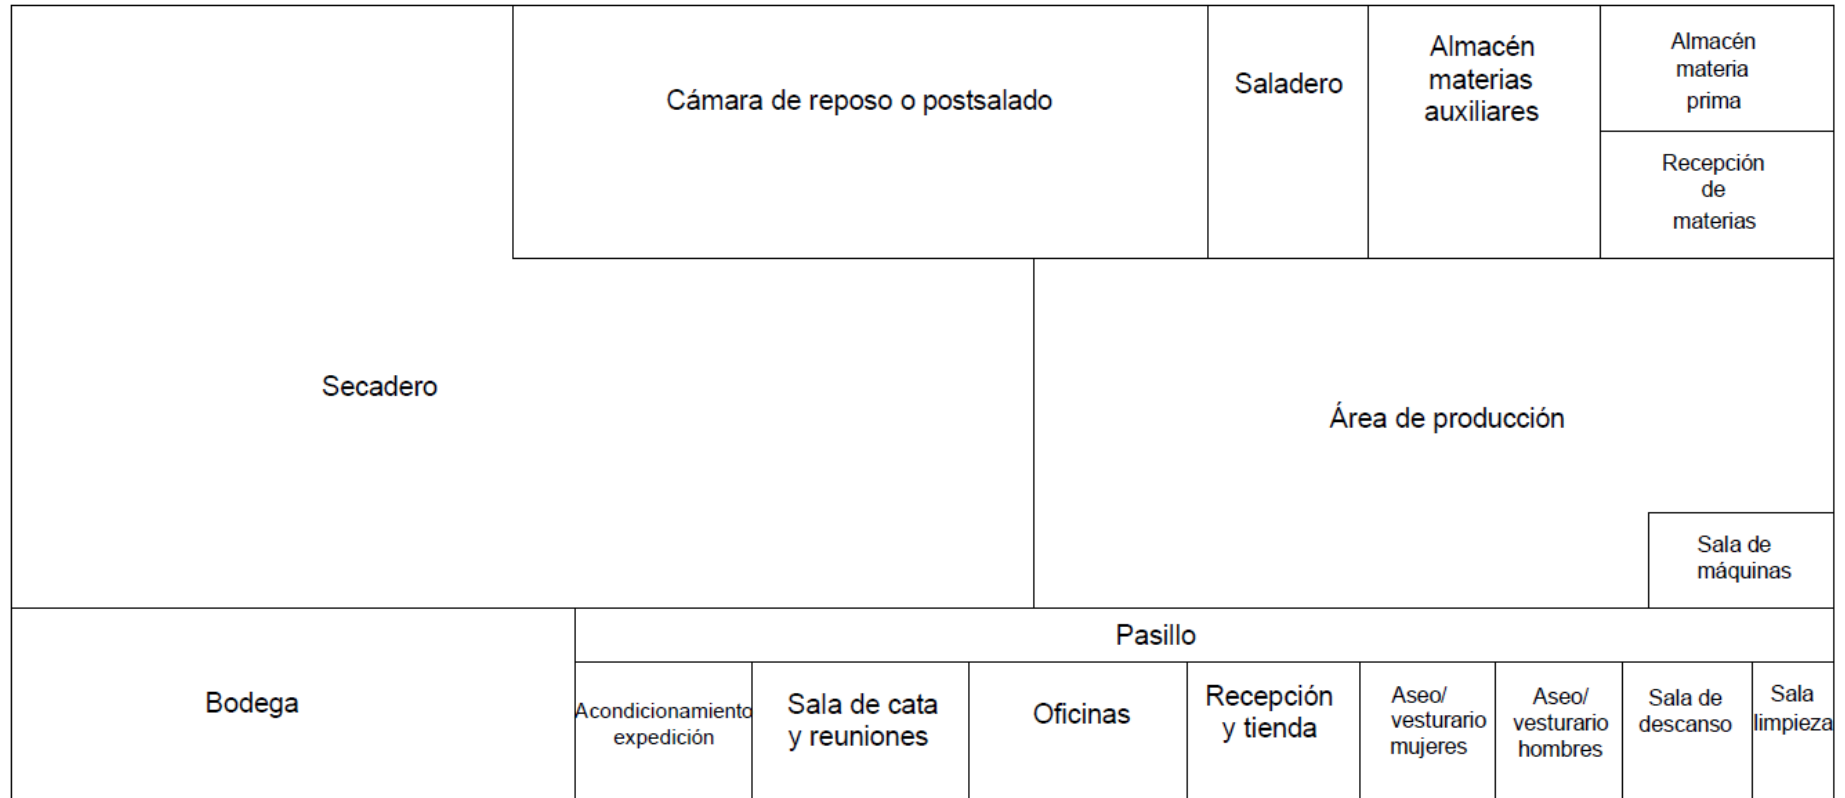 Cámara de reposo o postsalado
Saladero
Almacén
materias
auxiliares
Almacén
materia
prima
Recepción
de
materias
Secadero
Área de producción
Sala de
máquinas
Pasillo
Bodega
Acondicionamiento
expedición
Sala de cata
y reuniones
Oficinas
Recepción
y tienda
Aseo/
vesturario
mujeres
Aseo/
vesturario
hombres
Sala de
descanso
Sala
limpieza